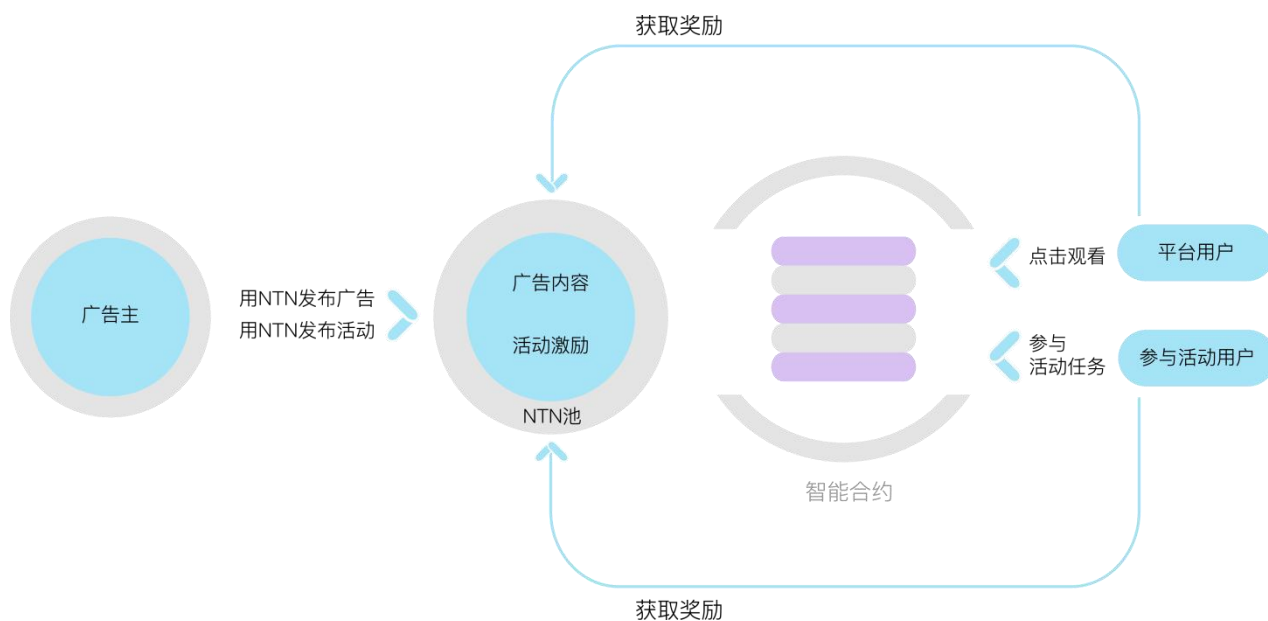 获取奖励
广告主
用NTN发布广告
用NTN发布活动
广告内容
活动激励
NTN池
智能合约
点击观看
平台用户
参与
活动任务
参与活动用户
获取奖励